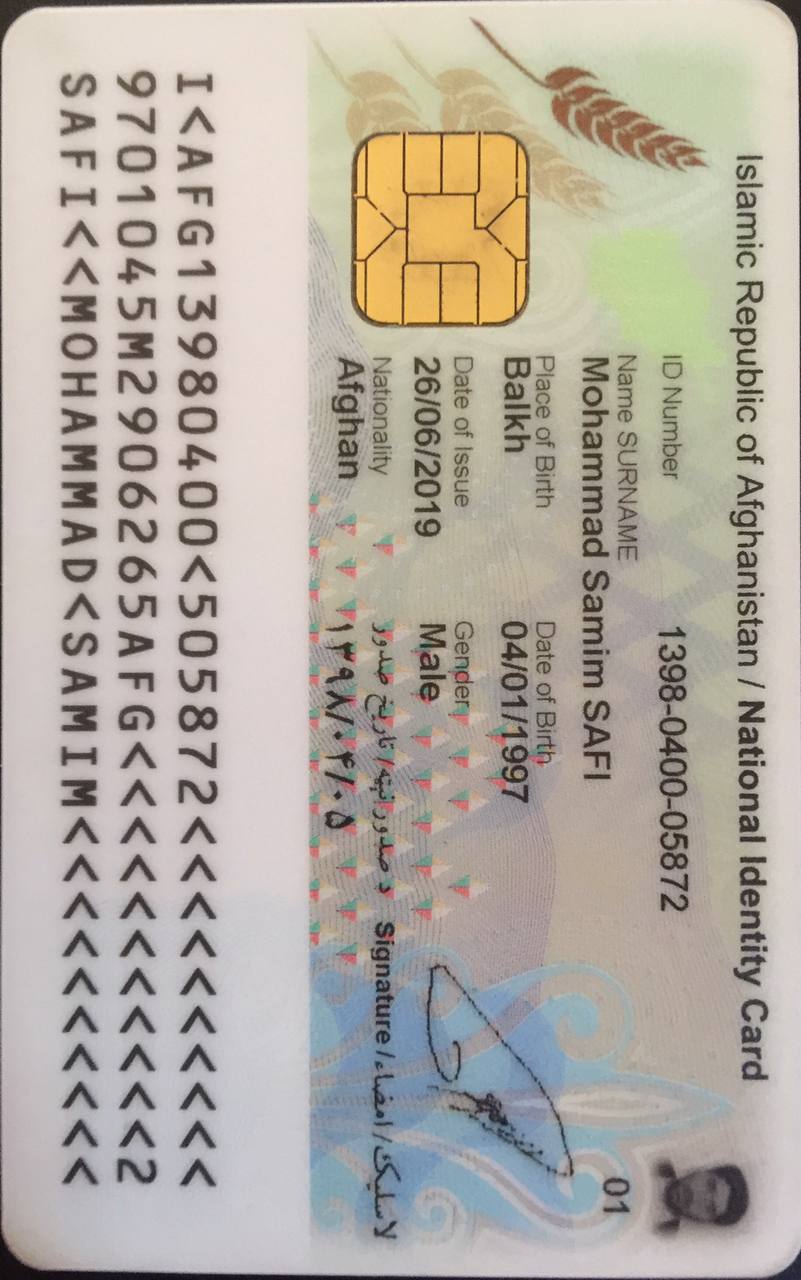 Islamic Republic of Afghanistan / National Identity Card
ID Number 1398-0400-05872
Name SURNAME
Mohammad Samim SAFI
01
Place of Birth Date of Birth
Balkh 04/01/1997
Date of Issue Gender
26/06/2019 Male
Nationality د صدور نېټه / تاریخ صدور Signature / امضاء / لاسلیک
Afghan ۱۳۹۸/۰۴/۰۵
I<AFG13980400<505872<<<<<<<<<<
9701045M2906265AFG<<<<<<<<<<<2
SAFI<<MOHAMMAD<SAMIM<<<<<<<<<<